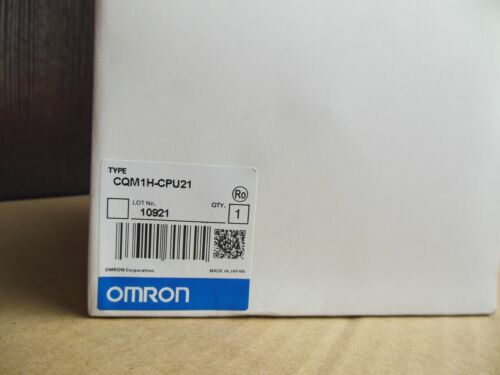 TYPE
CQM1H-CPU21
Ro
LOT No. QTY.
10921 1
OMRON Corporation MADE IN JAPAN
OMRON